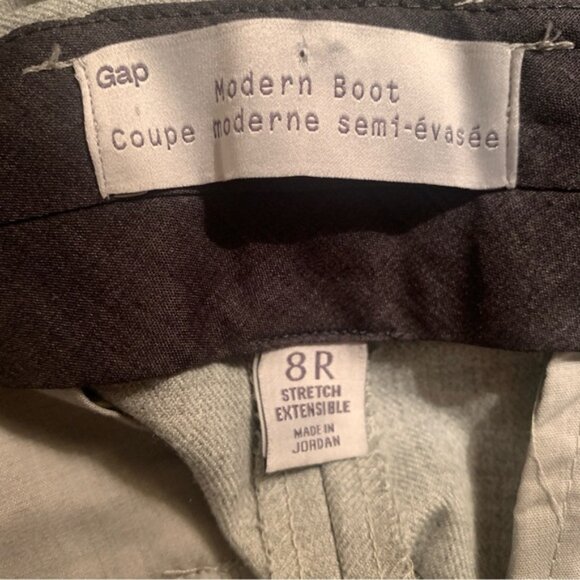 Gap
Modern Boot
Coupe moderne semi-évasée
8R
STRETCH
EXTENSIBLE
MADE IN
JORDAN